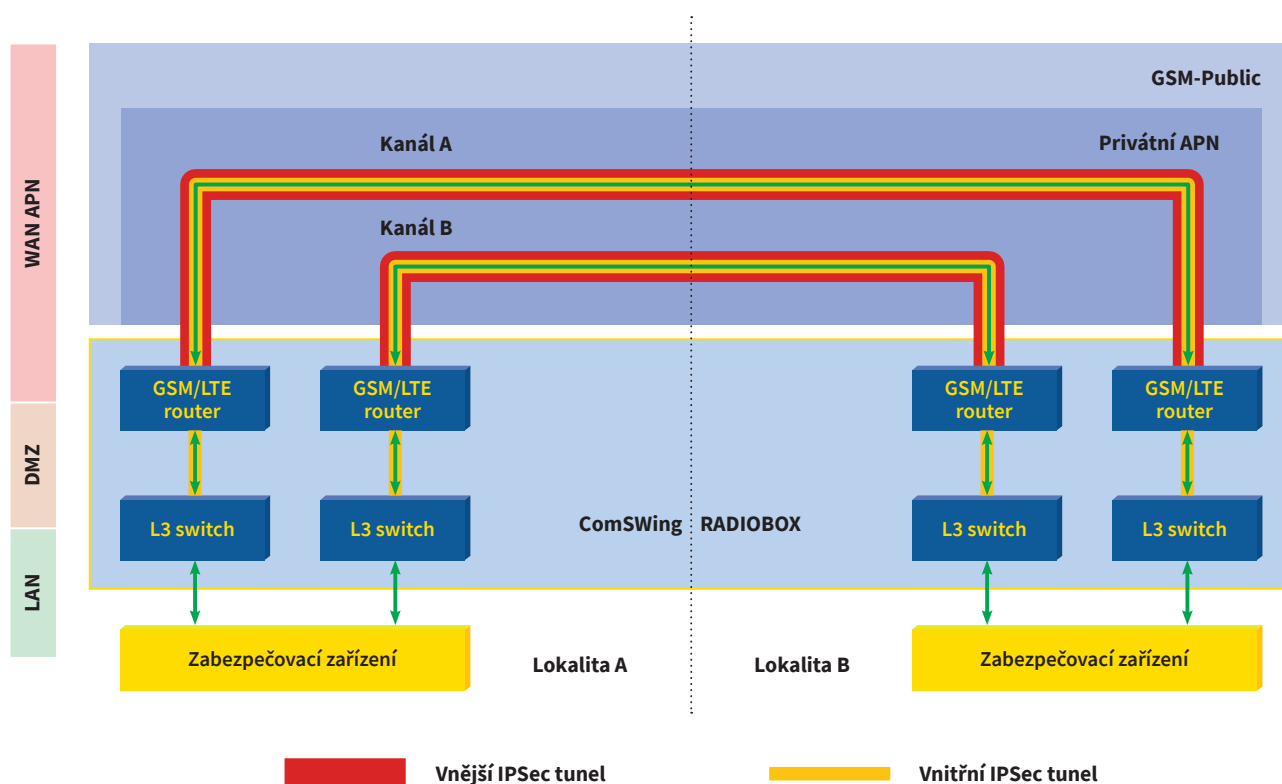 GSM-Public
WAN APN
Kanál A
Privátní APN
Kanál B
GSM/LTE
router
GSM/LTE
router
GSM/LTE
router
GSM/LTE
router
DMZ
L3 switch
L3 switch
ComSWing
RADIOBOX
L3 switch
L3 switch
LAN
Zabezpečovací zařízení
Lokalita A
Lokalita B
Zabezpečovací zařízení
Vnější IPSec tunel
Vnitřní IPSec tunel